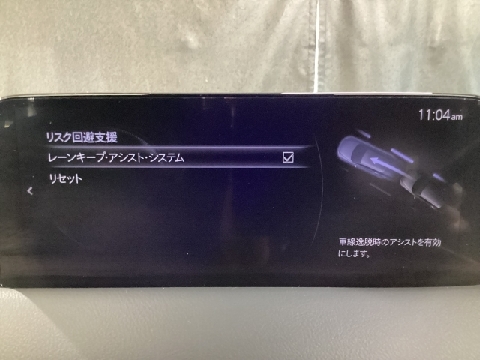 11:04am
リスク回避支援
レーンキープ・アシスト・システム
リセット
車線逸脱時のアシストを有効
にします。